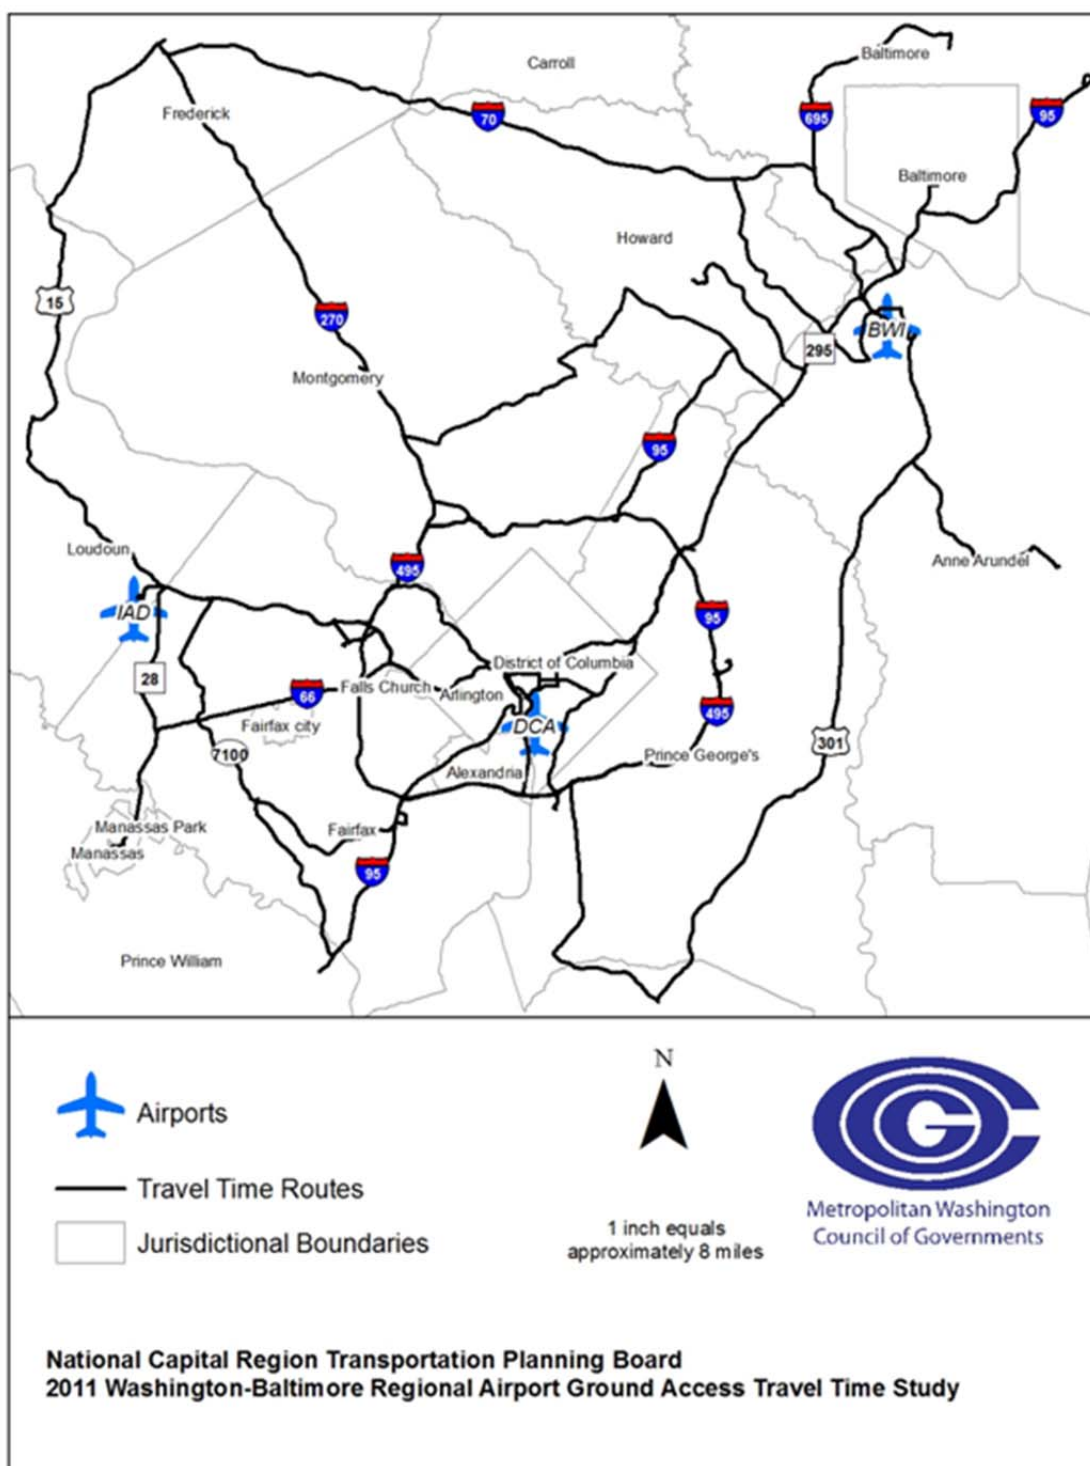 Carroll
Baltimore
Frederick
70
695
95
Baltimore
Howard
15
270
295
BWI
Montgomery
95
Loudoun
495
Anne Arundel
IAD
95
28
District of Columbia
66
Falls Church
Arlington
495
Fairfax city
DCA
301
7100
Prince George's
Alexandria
Manassas Park
Fairfax
Manassas
95
Prince William
N
Airports
Travel Time Routes
Jurisdictional Boundaries
1 inch equals
approximately 8 miles
COG
Metropolitan Washington
Council of Governments
National Capital Region Transportation Planning Board
2011 Washington-Baltimore Regional Airport Ground Access Travel Time Study